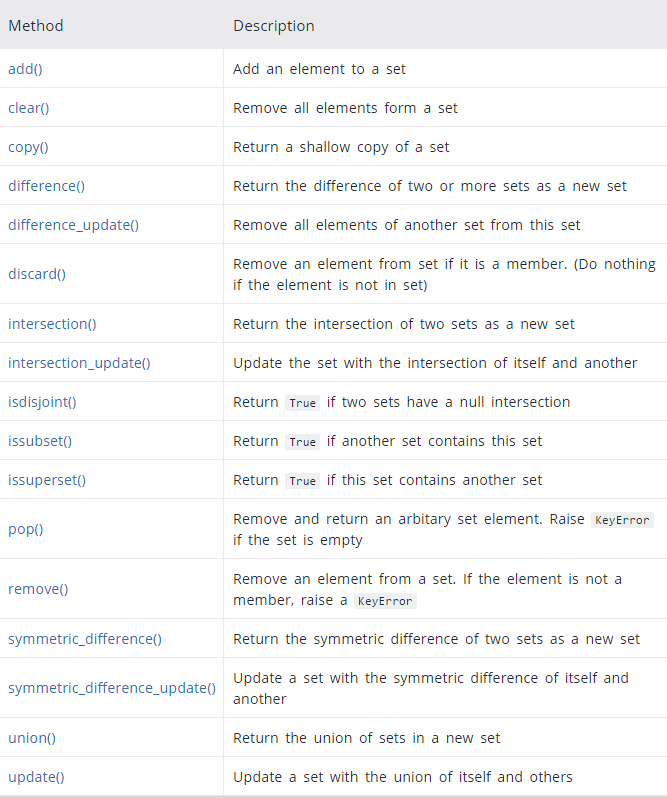 Method Description
add() Add an element to a set
clear() Remove all elements form a set
copy() Return a shallow copy of a set
difference() Return the difference of two or more sets as a new set
difference_update() Remove all elements of another set from this set
discard() Remove an element from set if it is a member. (Do nothing
if the element is not in set)
intersection() Return the intersection of two sets as a new set
intersection_update() Update the set with the intersection of itself and another
isdisjoint() Return True if two sets have a null intersection
issubset() Return True if another set contains this set
issuperset() Return True if this set contains another set
pop() Remove and return an arbitary set element. Raise KeyError
if the set is empty
remove() Remove an element from a set. If the element is not a
member, raise a KeyError
symmetric_difference() Return the symmetric difference of two sets as a new set
symmetric_difference_update() Update a set with the symmetric difference of itself and
another
union() Return the union of sets in a new set
update() Update a set with the union of itself and others